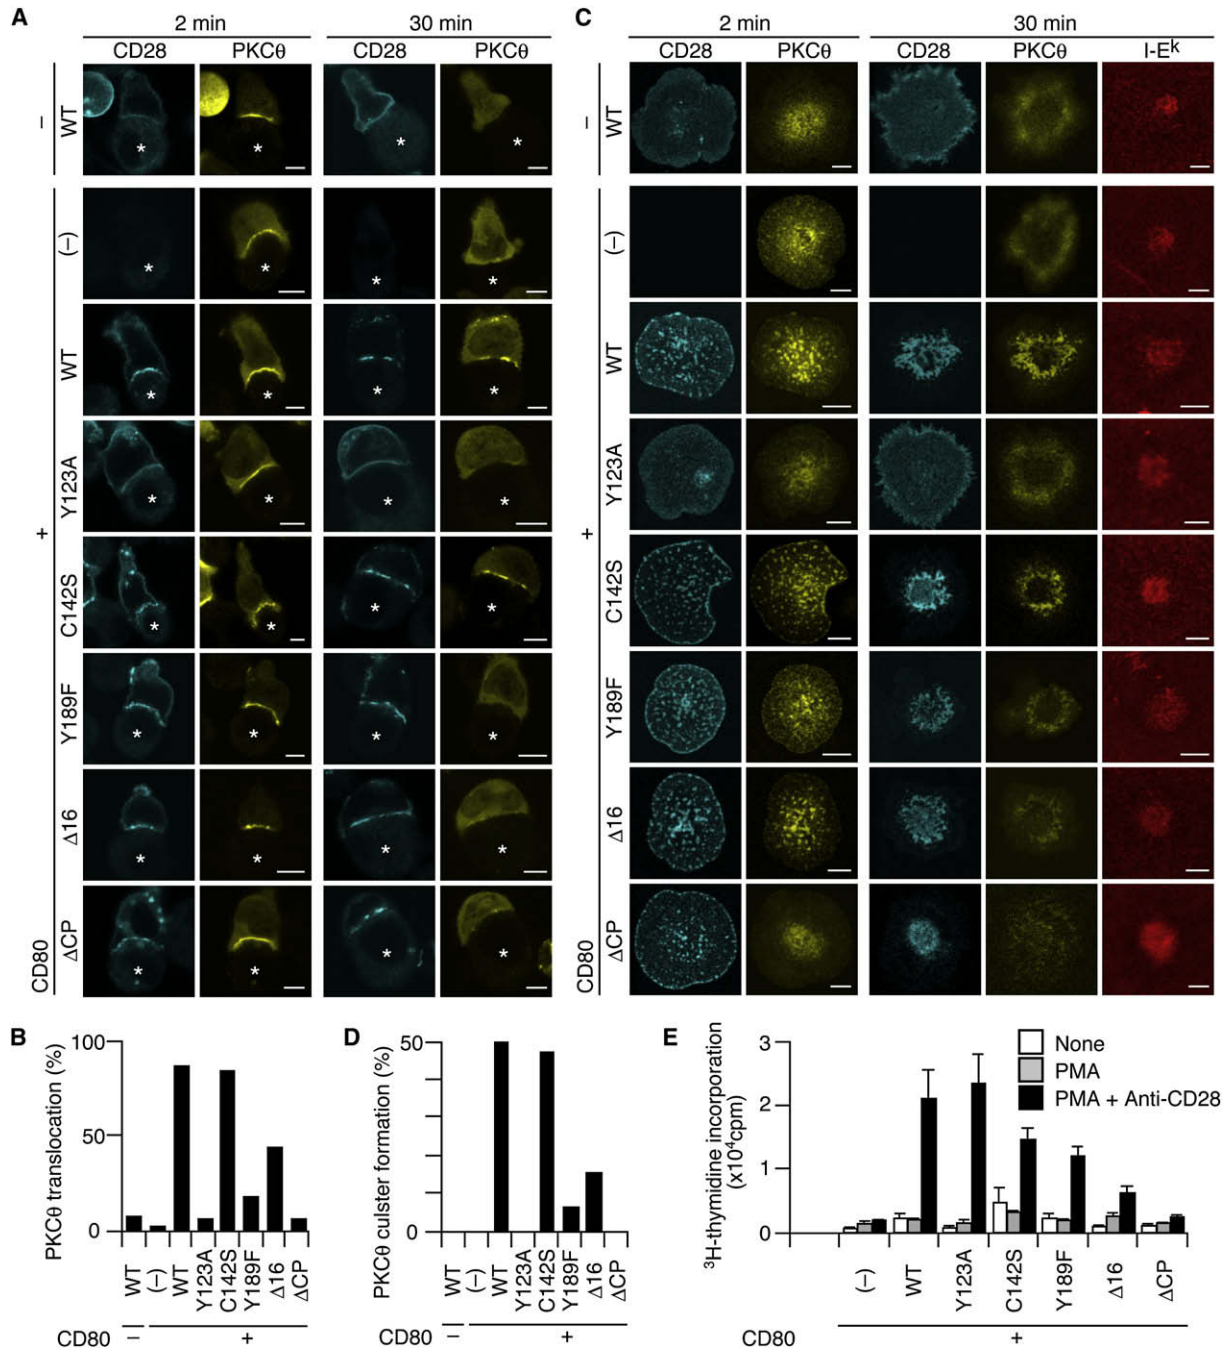 A
2 min
30 min
CD28
PKCθ
CD28
PKCθ
–
WT
(–)
WT
Y123A
+
C142S
Y189F
Δ16
ΔCP
CD80
*
C
2 min
30 min
CD28
PKCθ
CD28
PKCθ
I-Eᵏ
–
WT
(–)
WT
Y123A
+
C142S
Y189F
Δ16
ΔCP
CD80
B
PKCθ translocation (%)
100
50
0
WT
(–)
WT
Y123A
C142S
Y189F
Δ16
ΔCP
CD80
–
+
D
PKCθ culster formation (%)
50
0
WT
(–)
WT
Y123A
C142S
Y189F
Δ16
ΔCP
CD80
–
+
E
³H-thymidine incorporation
(x10⁴cpm)
3
2
1
0
None
PMA
PMA + Anti-CD28
(–)
WT
Y123A
C142S
Y189F
Δ16
ΔCP
CD80
+